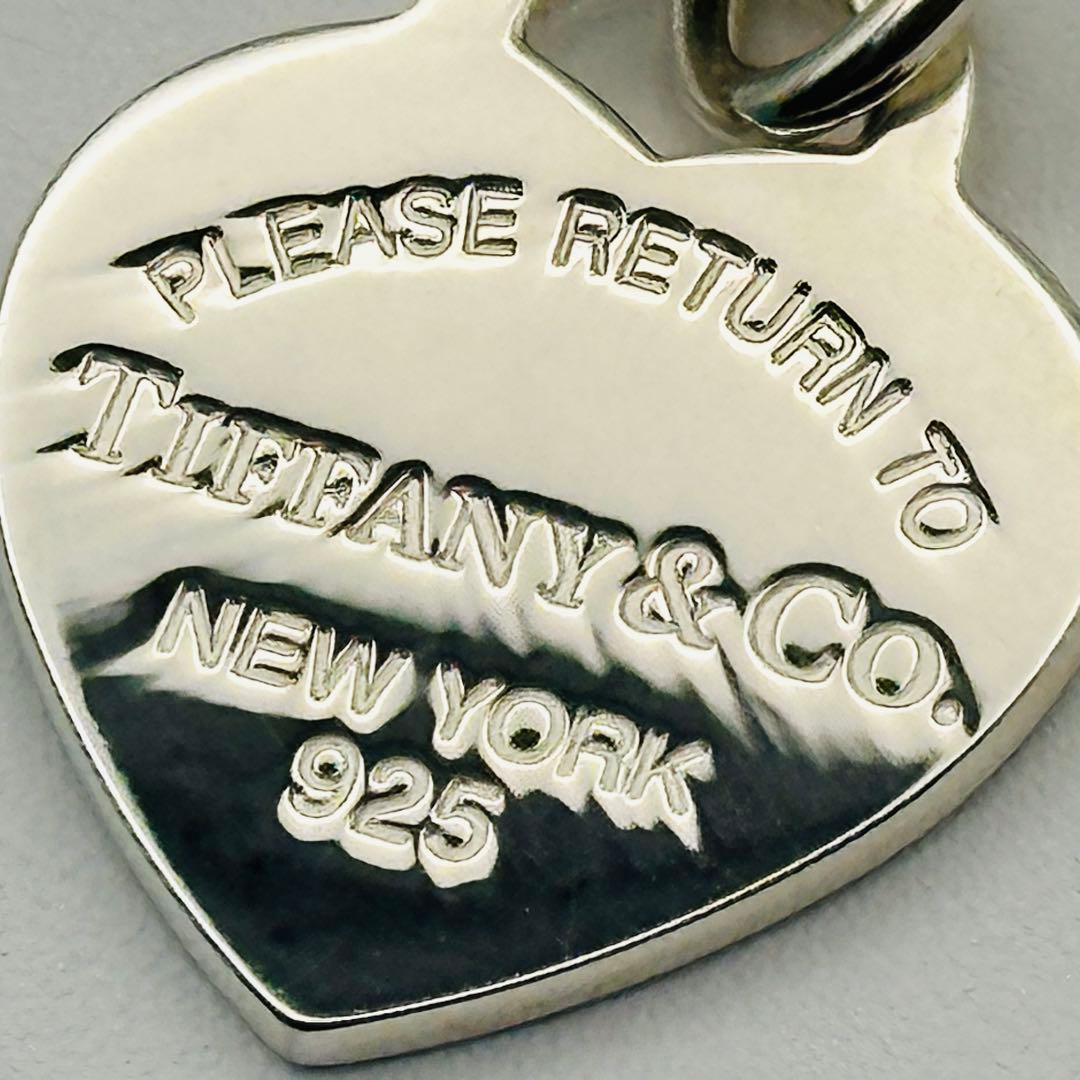 PLEASE RETURN TO
TIFFANY & CO.
NEW YORK
925